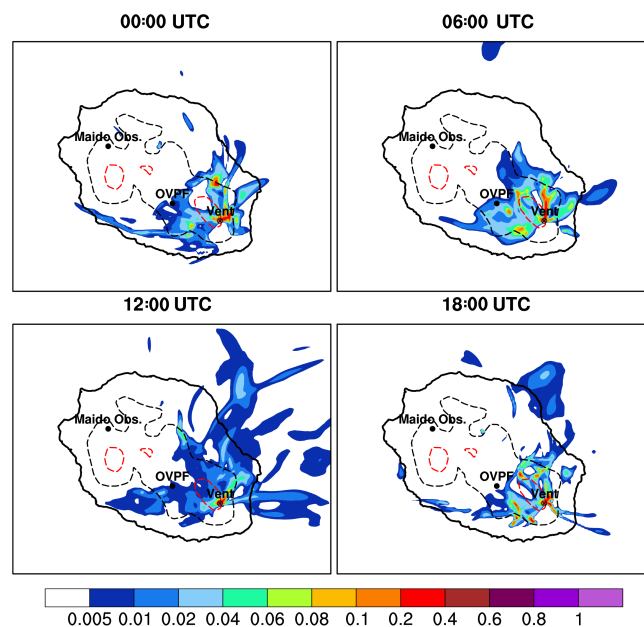 00:00 UTC
06:00 UTC
Maido Obs.
OVPF
Vent
Maido Obs.
OVPF
Vent
12:00 UTC
18:00 UTC
Maido Obs.
OVPF
Vent
Maido Obs.
OVPF
Vent
0.005 0.01 0.02 0.04 0.06 0.08 0.1 0.2 0.4 0.6 0.8 1